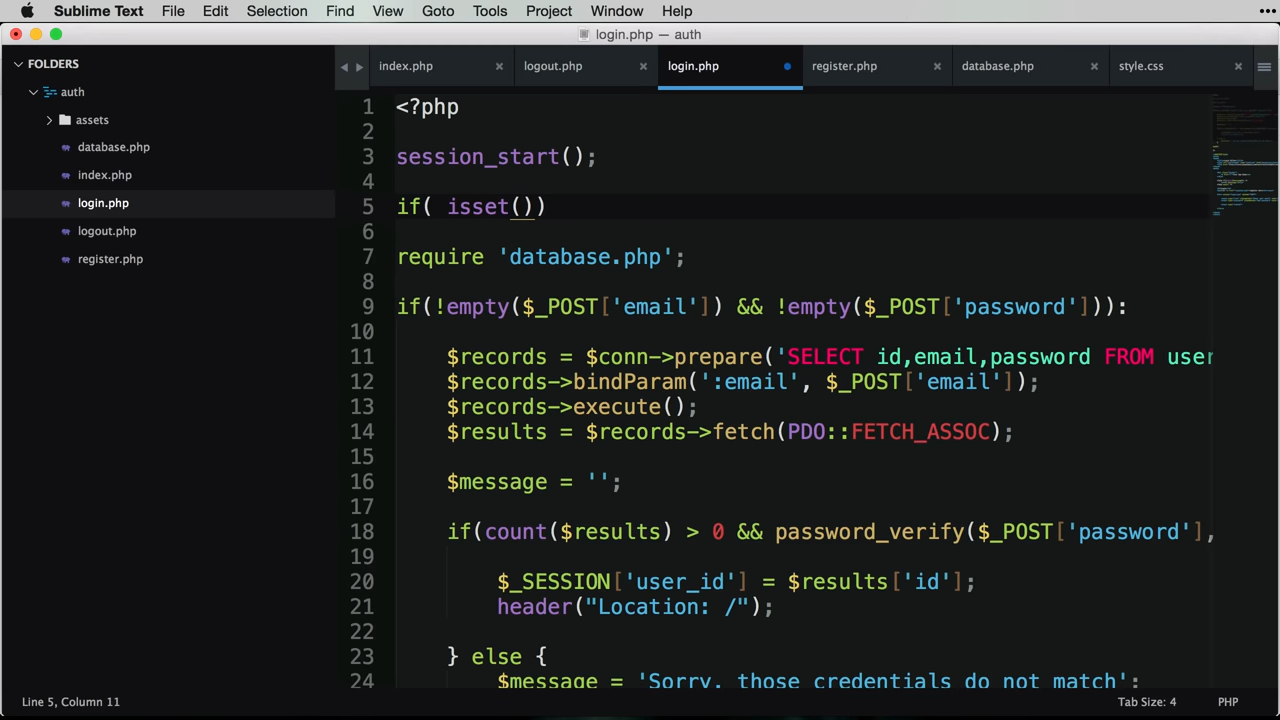 Sublime Text File Edit Selection Find View Goto Tools Project Window Help
login.php — auth
FOLDERS
auth
assets
database.php
index.php
login.php
logout.php
register.php
index.php logout.php login.php register.php database.php style.css
1 <?php
2
3 session_start();
4
5 if( isset())
6
7 require 'database.php';
8
9 if(!empty($_POST['email']) && !empty($_POST['password'])):
10
11 $records = $conn->prepare('SELECT id,email,password FROM user
12 $records->bindParam(':email', $_POST['email']);
13 $records->execute();
14 $results = $records->fetch(PDO::FETCH_ASSOC);
15
16 $message = '';
17
18 if(count($results) > 0 && password_verify($_POST['password'],
19
20 $_SESSION['user_id'] = $results['id'];
21 header("Location: /");
22
23 } else {
24 $message = 'Sorry, those credentials do not match';
Line 5, Column 11 Tab Size: 4 PHP